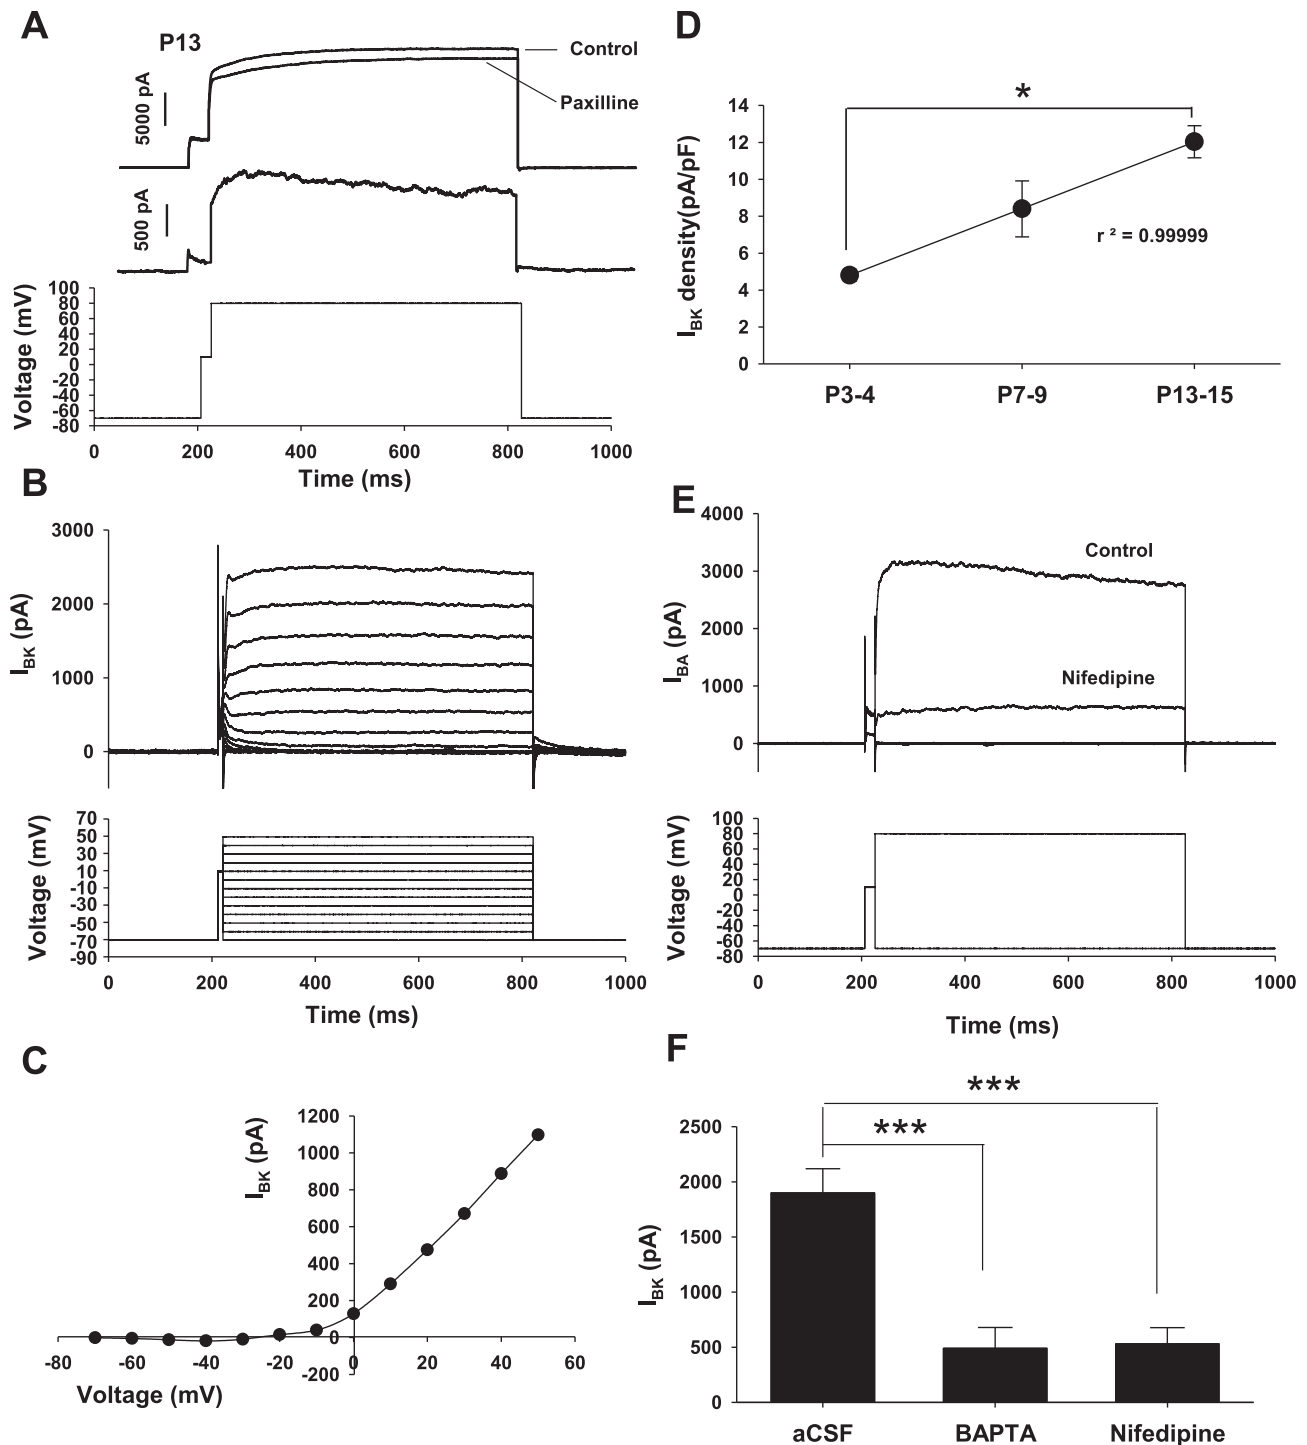 A
P13
Control
Paxilline
5000 pA
500 pA
Voltage (mV)
100
80
60
40
20
0
-20
-40
-60
-80
0 200 400 600 800 1000
Time (ms)
B
I_BK (pA)
3000
2000
1000
0
Voltage (mV)
70
50
30
10
-10
-30
-50
-70
-90
0 200 400 600 800 1000
Time (ms)
C
I_BK (pA)
1200
1000
800
600
400
200
0
-200
-80 -60 -40 -20 0 20 40 60
Voltage (mV)
D
I_BK density(pA/pF)
14
12
10
8
6
4
2
0
*
r ² = 0.99999
P3-4 P7-9 P13-15
E
I_BA (pA)
4000
3000
2000
1000
0
Control
Nifedipine
Voltage (mV)
100
80
60
40
20
0
-20
-40
-60
-80
0 200 400 600 800 1000
Time (ms)
F
***
***
I_BK (pA)
2500
2000
1500
1000
500
0
aCSF BAPTA Nifedipine